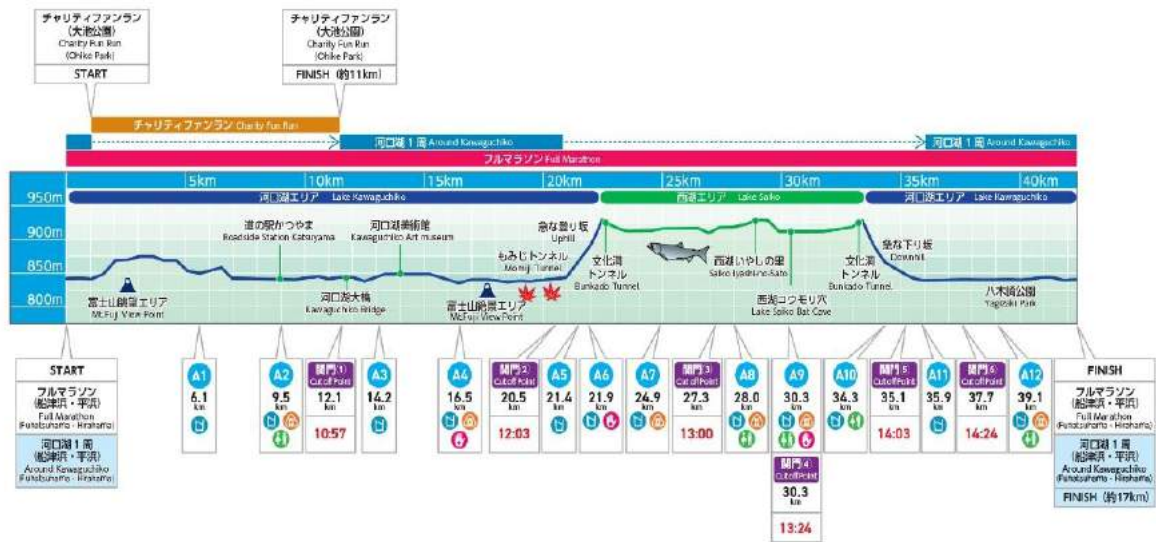 チャリティファンラン
(大池公園)
Charity Fun Run
(Ohike Park)
START
チャリティファンラン
(大池公園)
Charity Fun Run
(Ohike Park)
FINISH (約11km)
チャリティファンラン Charity Fun Run
河口湖1周 Around Kawaguchiko
河口湖1周 Around Kawaguchiko
フルマラソン Full Marathon
5km
10km
15km
20km
25km
30km
35km
40km
950m
900m
850m
800m
河口湖エリア Lake Kawaguchiko
西湖エリア Lake Saiko
河口湖エリア Lake Kawaguchiko
富士山眺望エリア
Mt.Fuji View Point
道の駅かつやま
Roadside Station Katsuyama
河口湖大橋
Kawaguchiko Bridge
河口湖美術館
Kawaguchiko Art museum
富士山絶景エリア
Mt.Fuji View Point
もみじトンネル
Momiji Tunnel
急な登り坂
Uphill
文化洞
トンネル
Bunkado Tunnel
西湖いやしの里
Saiko Iyashi-no-Sato
西湖コウモリ穴
Lake Saiko Bat Cave
文化洞
トンネル
Bunkado Tunnel
急な下り坂
Downhill
八木崎公園
Yagisaki Park
START
フルマラソン
(船津浜・平浜)
Full Marathon
(Funatsuhama - Hirahama)
河口湖1周
(船津浜・平浜)
Around Kawaguchiko
(Funatsuhama - Hirahama)
A1
6.1
km
A2
9.5
km
関門(1)
Cutoff Point
12.1
km
10:57
A3
14.2
km
A4
16.5
km
関門(2)
Cutoff Point
20.5
km
12:03
A5
21.4
km
A6
21.9
km
A7
24.9
km
関門(3)
Cutoff Point
27.3
km
13:00
A8
28.0
km
A9
30.3
km
関門(4)
Cutoff Point
30.3
km
13:24
A10
34.3
km
関門(5)
Cutoff Point
35.1
km
14:03
A11
35.9
km
関門(6)
Cutoff Point
37.7
km
14:24
A12
39.1
km
FINISH
フルマラソン
(船津浜・平浜)
Full Marathon
(Funatsuhama - Hirahama)
河口湖1周
(船津浜・平浜)
Around Kawaguchiko
(Funatsuhama - Hirahama)
FINISH (約17km)